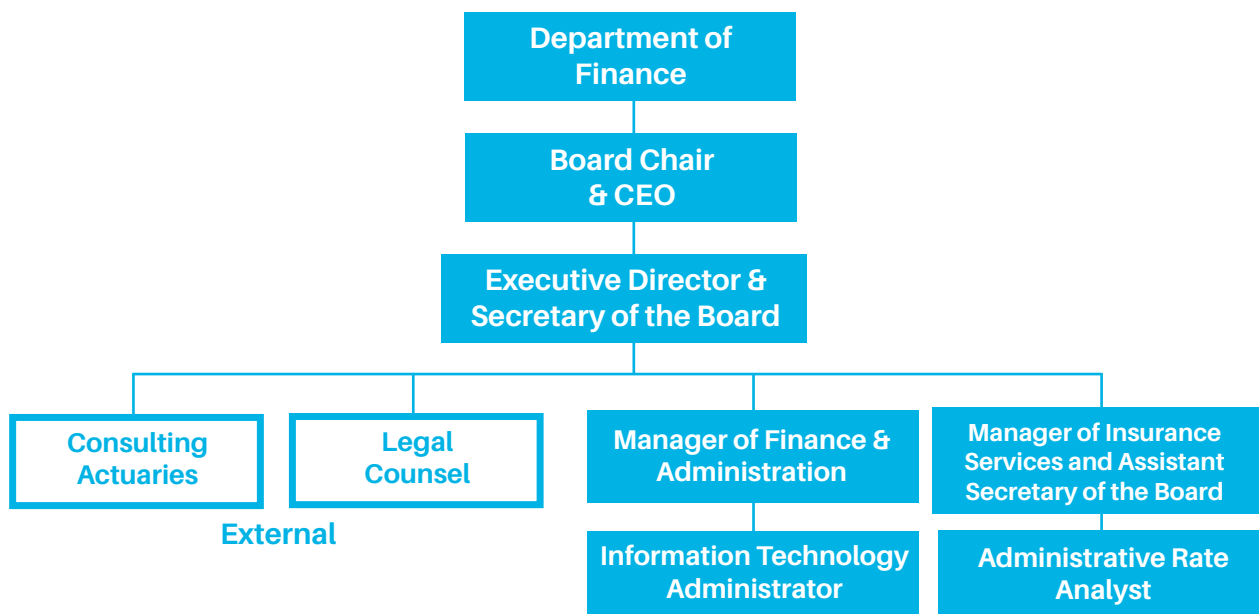 Department of
Finance
Board Chair
& CEO
Executive Director &
Secretary of the Board
Consulting
Actuaries
Legal
Counsel
External
Manager of Finance &
Administration
Manager of Insurance
Services and Assistant
Secretary of the Board
Information Technology
Administrator
Administrative Rate
Analyst